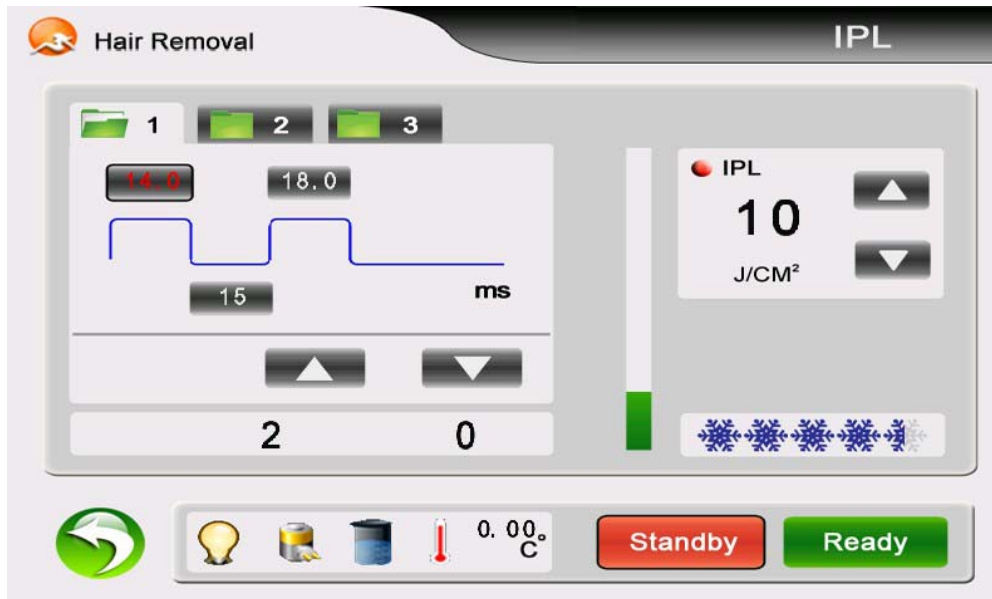 Hair Removal
IPL
1
2
3
14.0
18.0
15
ms
2
0
IPL
10
J/CM²
0.00°C
Standby
Ready